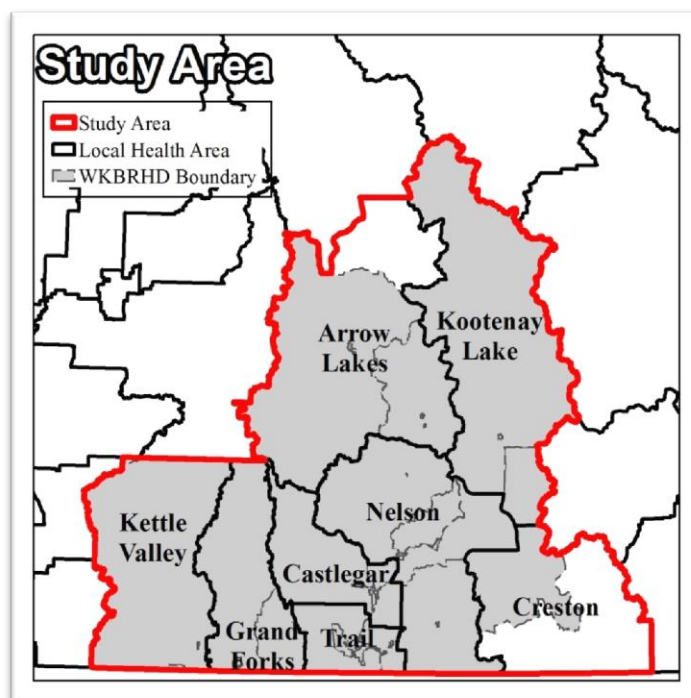 Study Area
Study Area
Local Health Area
WKBRHD Boundary
Arrow
Lakes
Kootenay
Lake
Kettle
Valley
Nelson
Castlegar
Creston
Grand
Forks
Trail